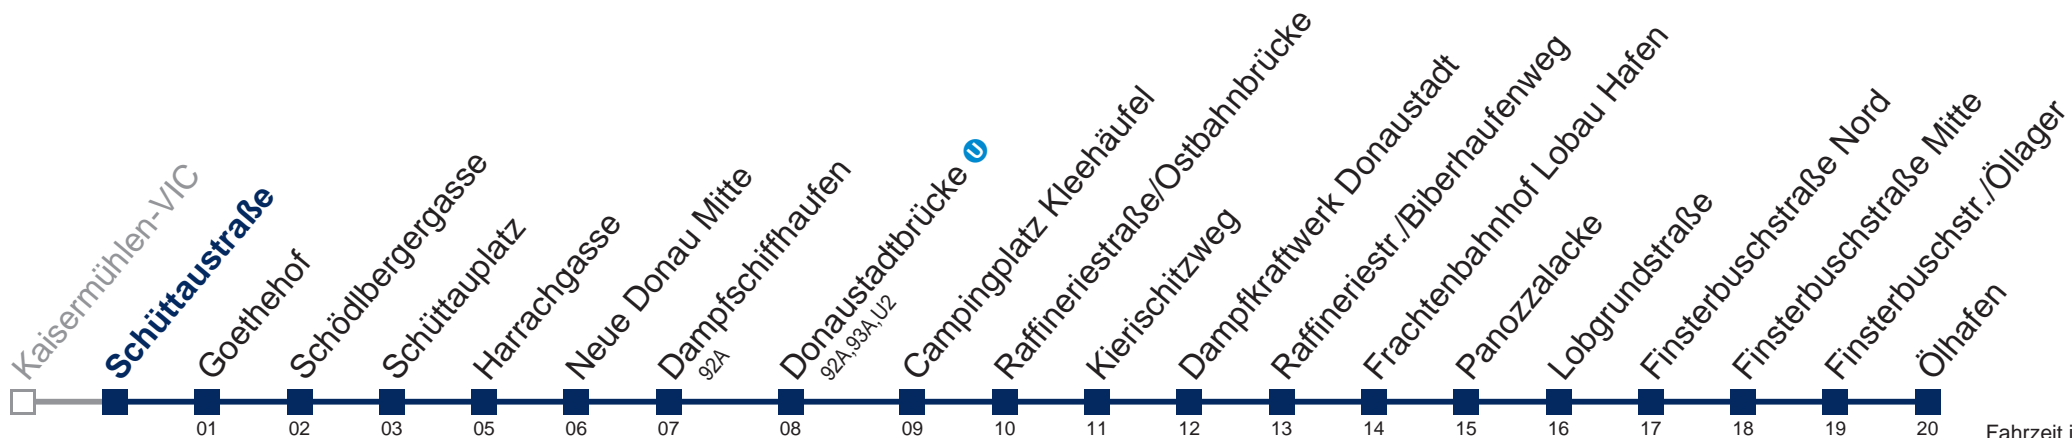 Kaisermühlen-VIC
Schüttaustraße
Goethehof
Schödlbergergasse
Schüttauplatz
Harrachgasse
Neue Donau Mitte
Dampfschiffhaufen
92A
Donaustadtbrücke U
92A,93A,U2
Campingplatz Kleehäufel
Raffineriestraße/Ostbahnbrücke
Kierischitzweg
Dampfkraftwerk Donaustadt
Raffineriestr./Biberhaufenweg
Frachtenbahnhof Lobau Hafen
Panozzalacke
Lobgrundstraße
Finsterbuschstraße Nord
Finsterbuschstraße Mitte
Finsterbuschstr./Öllager
Ölhafen
01 02 03 05 06 07 08 09 10 11 12 13 14 15 16 17 18 19 20
Fahrzeit i